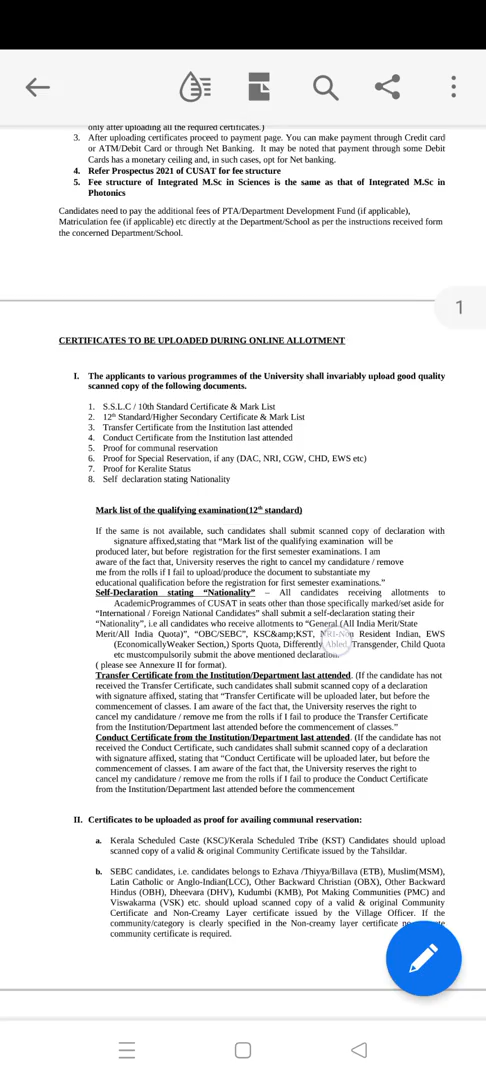 only after uploading all the required certificates.)
3. After uploading certificates proceed to payment page. You can make payment through Credit card
or ATM/Debit Card or through Net Banking. It may be noted that payment through some Debit
Cards has a monetary ceiling and, in such cases, opt for Net banking.
4. Refer Prospectus 2021 of CUSAT for fee structure
5. Fee structure of Integrated M.Sc in Sciences is the same as that of Integrated M.Sc in
Photonics
Candidates need to pay the additional fees of PTA/Department Development Fund (if applicable),
Matriculation fee (if applicable) etc directly at the Department/School as per the instructions received form
the concerned Department/School.
1
CERTIFICATES TO BE UPLOADED DURING ONLINE ALLOTMENT
I. The applicants to various programmes of the University shall invariably upload good quality
scanned copy of the following documents.
1. S.S.L.C / 10th Standard Certificate & Mark List
2. 12th Standard/Higher Secondary Certificate & Mark List
3. Transfer Certificate from the Institution last attended
4. Conduct Certificate from the Institution last attended
5. Proof for communal reservation
6. Proof for Special Reservation, if any (DAC, NRI, CGW, CHD, EWS etc)
7. Proof for Keralite Status
8. Self declaration stating Nationality
Mark list of the qualifying examination(12th standard)
If the same is not available, such candidates shall submit scanned copy of declaration with
signature affixed,stating that “Mark list of the qualifying examination will be
produced later, but before registration for the first semester examinations. I am
aware of the fact that, University reserves the right to cancel my candidature / remove
me from the rolls if I fail to upload/produce the document to substantiate my
educational qualification before the registration for first semester examinations.”
Self-Declaration stating “Nationality” – All candidates receiving allotments to
AcademicProgrammes of CUSAT in seats other than those specifically marked/set aside for
“International / Foreign National Candidates” shall submit a self-declaration stating their
“Nationality”, i.e all candidates who receive allotments to “General (All India Merit/State
Merit/All India Quota)”, “OBC/SEBC”, KSC&amp;KST, NRI-Non Resident Indian, EWS
(EconomicallyWeaker Section,) Sports Quota, Differently Abled, Transgender, Child Quota
etc mustcompulsorily submit the above mentioned declaration.
( please see Annexure II for format).
Transfer Certificate from the Institution/Department last attended. (If the candidate has not
received the Transfer Certificate, such candidates shall submit scanned copy of a declaration
with signature affixed, stating that “Transfer Certificate will be uploaded later, but before the
commencement of classes. I am aware of the fact that, the University reserves the right to
cancel my candidature / remove me from the rolls if I fail to produce the Transfer Certificate
from the Institution/Department last attended before the commencement of classes.”
Conduct Certificate from the Institution/Department last attended. (If the candidate has not
received the Conduct Certificate, such candidates shall submit scanned copy of a declaration
with signature affixed, stating that “Conduct Certificate will be uploaded later, but before the
commencement of classes. I am aware of the fact that, the University reserves the right to
cancel my candidature / remove me from the rolls if I fail to produce the Conduct Certificate
from the Institution/Department last attended before the commencement
II. Certificates to be uploaded as proof for availing communal reservation:
a. Kerala Scheduled Caste (KSC)/Kerala Scheduled Tribe (KST) Candidates should upload
scanned copy of a valid & original Community Certificate issued by the Tahsildar.
b. SEBC candidates, i.e. candidates belongs to Ezhava /Thiyya/Billava (ETB), Muslim(MSM),
Latin Catholic or Anglo-Indian(LCC), Other Backward Christian (OBX), Other Backward
Hindus (OBH), Dheevara (DHV), Kudumbi (KMB), Pot Making Communities (PMC) and
Viswakarma (VSK) etc. should upload scanned copy of a valid & original Community
Certificate and Non-Creamy Layer certificate issued by the Village Officer. If the
community/category is clearly specified in the Non-creamy layer certificate
community certificate is required.